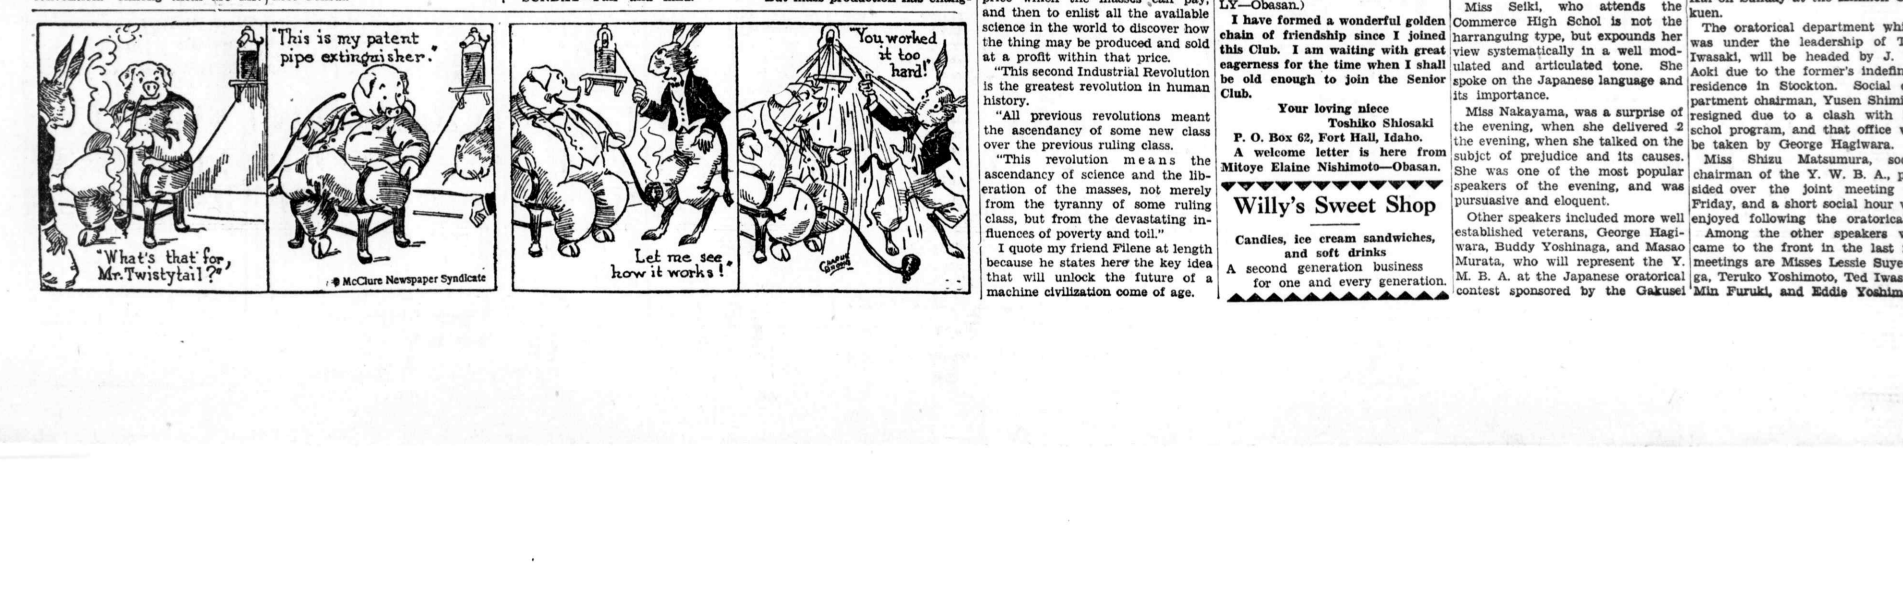 "This is my patent
pipe extinguisher."
"What's that for,
Mr. Twistytail?"
McClure Newspaper Syndicate
Let me see
how it works!"
"You worked
it too
hard!"
and then to enlist all the available
science in the world to discover how
the thing may be produced and sold
at a profit within that price.
"This second Industrial Revolution
is the greatest revolution in human
history.
"All previous revolutions meant
the ascendancy of some new class
over the previous ruling class.
"This revolution means the
ascendancy of science and the lib-
eration of the masses, not merely
from the tyranny of some ruling
class, but from the devastating in-
fluences of poverty and toil."
I quote my friend Filene at length
because he states here the key idea
that will unlock the future of a
machine civilization come of age.
LY—Obasan.)
I have formed a wonderful golden
chain of friendship since I joined
this Club. I am waiting with great
eagerness for the time when I shall
be old enough to join the Senior
Club.
Your loving niece
Toshiko Shiosaki
P. O. Box 62, Fort Hall, Idaho.
A welcome letter is here from
Mitoye Elaine Nishimoto—Obasan.
Willy's Sweet Shop
Candies, ice cream sandwiches,
and soft drinks
A second generation business
for one and every generation.
Miss Seiki, who attends the
Commerce High Schol is not the
harranguing type, but expounds her
view systematically in a well mod-
ulated and articulated tone. She
spoke on the Japanese language and
its importance.
Miss Nakayama, was a surprise of
the evening, when she delivered 2
the evening, when she talked on the
subjct of prejudice and its causes.
She was one of the most popular
speakers of the evening, and was
pursuasive and eloquent.
Other speakers included more well
established veterans, George Hagi-
wara, Buddy Yoshinaga, and Masao
Murata, who will represent the Y.
M. B. A. at the Japanese oratorical
contest sponsored by the Gakusei
kuen.
The oratorical department
was under the leadership of
Iwasaki, will be headed by J.
Aoki due to the former's
residence in Stockton. Social
partment chairman, Yusen
resigned due to a clash with
schol program, and that office
be taken by George Hagiwara.
Miss Shizu Matsumura,
chairman of the Y. W. B. A.,
sided over the joint meeting
Friday, and a short social hour
enjoyed following the
Among the other speakers
came to the front in the last
meetings are Misses Lessie
ga, Teruko Yoshimoto, Ted
Min Furuki, and Eddie